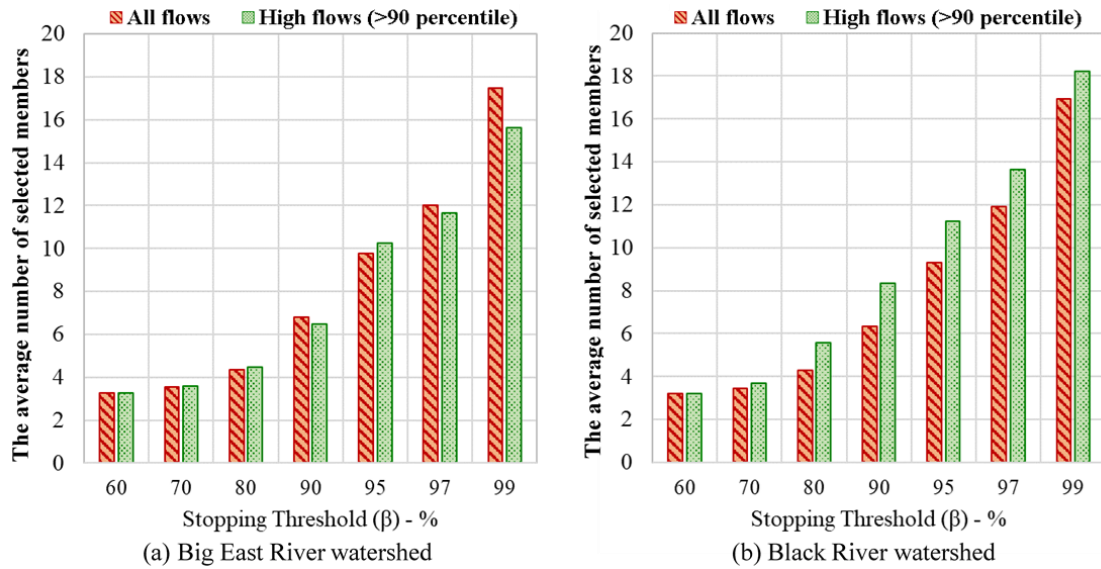 All flows High flows (>90 percentile)
The average number of selected members
20
18
16
14
12
10
8
6
4
2
0
60 70 80 90 95 97 99
Stopping Threshold (β) - %
(a) Big East River watershed
All flows High flows (>90 percentile)
The average number of selected members
20
18
16
14
12
10
8
6
4
2
0
60 70 80 90 95 97 99
Stopping Threshold (β) - %
(b) Black River watershed